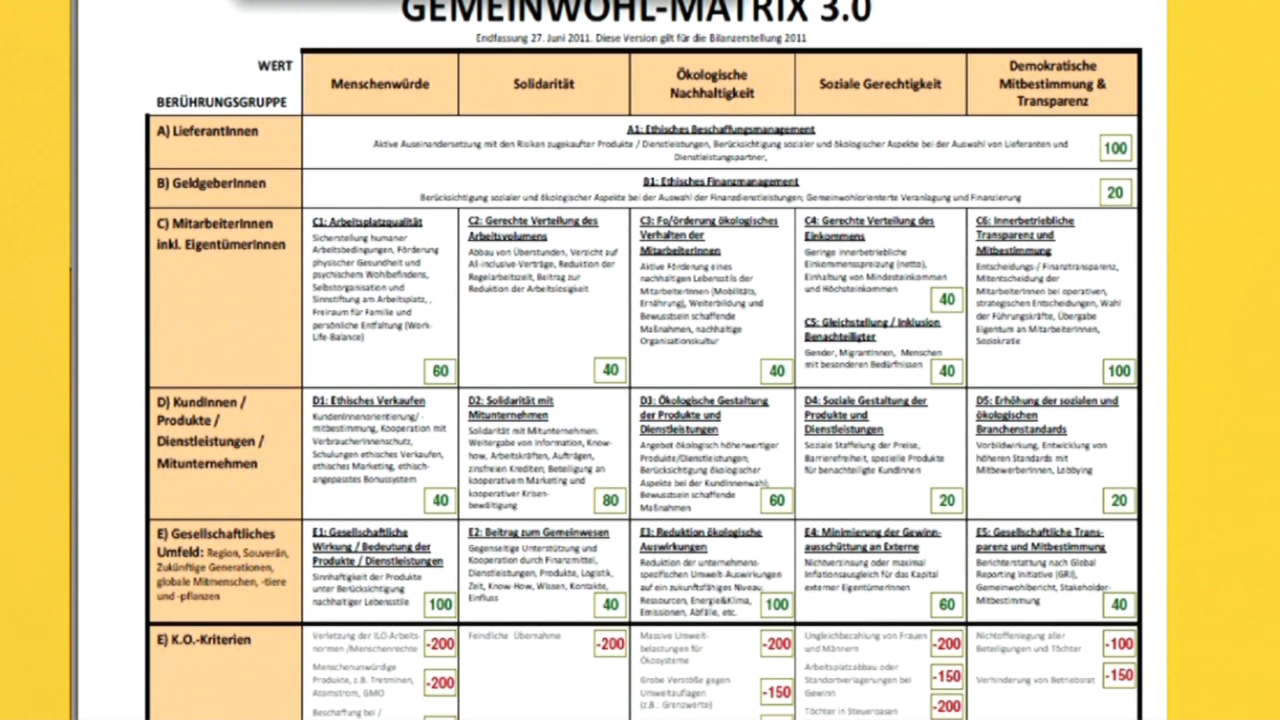 GEMEINWOHL-MATRIX 3.0
Endfassung 27. Juni 2011. Diese Version gilt für die Bilanzerstellung 2011
WERT
BERÜHRUNGSGRUPPE
Menschenwürde
Solidarität
Ökologische
Nachhaltigkeit
Soziale Gerechtigkeit
Demokratische
Mitbestimmung &
Transparenz
A) LieferantInnen
A1: Ethisches Beschaffungsmanagement
Aktive Auseinandersetzung mit den Risiken zugekaufter Produkte / Dienstleistungen, Berücksichtigung sozialer und ökologischer Aspekte bei der Auswahl von Lieferanten und
Dienstleistungspartner,
100
B) GeldgeberInnen
B1: Ethisches Finanzmanagement
Berücksichtigung sozialer und ökologischer Aspekte bei der Auswahl der Finanzdienstleistungen; Gemeinwohlorienterte Veranlagung und Finanzierung
20
C) MitarbeiterInnen
inkl. EigentümerInnen
C1: Arbeitsplatzqualität
Sicherstellung humaner
Arbeitsbedingungen, Förderung
physischer Gesundheit und
psychischem Wohlbefindens,
Selbstorganisation und
Sinnstiftung am Arbeitsplatz, ,
Freiraum für Familie und
persönliche Entfaltung (Work-
Life-Balance)
60
C2: Gerechte Verteilung des
Arbeitsvolumens
Abbau von Überstunden, Verzicht auf
All-inclusive Verträge, Reduktion der
Regelarbeitszeit, Beitrag zur
Reduktion der Arbeitslosigkeit
40
C3: Fo/örderung ökologisches
Verhalten der
MitarbeiterInnen
Aktive Förderung eines
nachhaltigen Lebensstils der
MitarbeiterInnen (Mobilitäts,
Ernährung), Weiterbildung und
Bewusstsein schaffende
Maßnahmen, nachhaltige
Organisationskultur
40
C4: Gerechte Verteilung des
Einkommens
Geringe innerbetriebliche
Einkommensspreizung (netto),
Einhaltung von Mindesteinkommen
und Höchsteinkommen
40
C5: Gleichstellung / Inklusion
Benachteiligter
Gender, MigrantInnen, Menschen
mit besonderen Bedürfnissen
40
C6: Innerbetriebliche
Transparenz und
Mitbestimmung
Entscheidungs-/ Finanztransparenz,
Mitentscheidung der
MitarbeiterInnen bei operativen,
strategischen Entscheidungen, Wahl
der Führungskräfte, Übergabe
Eigentum an MitarbeiterInnen,
Soziokratie
100
D) KundInnen /
Produkte /
Dienstleistungen /
Mitunternehmen
D1: Ethisches Verkaufen
KundenInnenorientierung/ -
mitbestimmung, Kooperation mit
VerbraucherInnenschutz,
Schulungen ethisches Verkaufen,
ethisches Marketing, ethisch-
angepasstes Bonussystem
40
D2: Solidarität mit
Mitunternehmen
Solidarität mit Mitunternehmen:
Weitergabe von Information, Know-
how, Arbeitskräften, Aufträgen,
zinsfreien Krediten; Beteiligung an
kooperativem Marketing und
kooperativer Krisen-
bewältigung
80
D3: Ökologische Gestaltung
der Produkte und
Dienstleistungen
Angebot ökologisch höherwertiger
Produkte/Dienstleistungen;
Berücksichtigung ökologischer
Aspekte bei der KundInnenwahl;
Bewusstsein schaffende
Maßnahmen
60
D4: Soziale Gestaltung der
Produkte und
Dienstleistungen
Soziale Staffelung der Preise,
Barrierefreiheit, spezielle Produkte
für benachteiligte KundInnen
20
D5: Erhöhung der sozialen und
ökologischen
Branchenstandards
Vorbildwirkung, Entwicklung von
höheren Standards mit
MitbewerberInnen, Lobbying
20
E) Gesellschaftliches
Umfeld: Region, Souverän,
Zukünftige Generationen,
globale Mitmenschen, -tiere
und -pflanzen
E1: Gesellschaftliche
Wirkung / Bedeutung der
Produkte / Dienstleistungen
Sinnhaftigkeit der Produkte
unter Berücksichtigung
nachhaltiger Lebensstile
100
E2: Beitrag zum Gemeinwesen
Gegenseitige Unterstützung und
Kooperation durch Finanzmittel,
Dienstleistungen, Produkte, Logistik,
Zeit, Know-How, Wissen, Kontakte,
Einfluss
40
E3: Reduktion ökologische
Auswirkungen
Reduktion der unternehmens-
spezifischen Umwelt-Auswirkungen
auf ein zukunftsfähiges Niveau:
Ressourcen, Energie&Klima,
Emissionen, Abfälle, etc.
100
E4: Minimierung der Gewinn-
ausschüttung an Externe
Nichtverzinsung oder maximal
Inflationsausgleich für das Kapital
externer EigentümerInnen
60
E5: Gesellschaftliche Trans-
parenz und Mitbestimmung
Berichterstattung nach Global
Reporting Initiative (GRI),
Gemeinwohlbericht, Stakeholder-
Mitbestimmung
40
E) K.O.-Kriterien
Verletzung der ILO-Arbeits-
normen /Menschenrechte
-200
Menschenunwürdige
Produkte, z.B. Tretminen,
Atomstrom, GMO
-200
Beschaffung bei /
Feindliche Übernahme
-200
Massive Umwelt-
belastungen für
Ökosysteme
-200
Grobe Verstöße gegen
Umweltauflagen
(z.B.: Grenzwerte)
-150
Ungleichbezahlung von Frauen
und Männern
-200
Arbeitsplatzabbau oder
Standortverlagerungen bei
Gewinn
-150
Töchter in Steueroasen
-200
Nichtoffenlegung aller
Beteiligungen und Töchter
-100
Verhinderung von Betriebsrat
-150